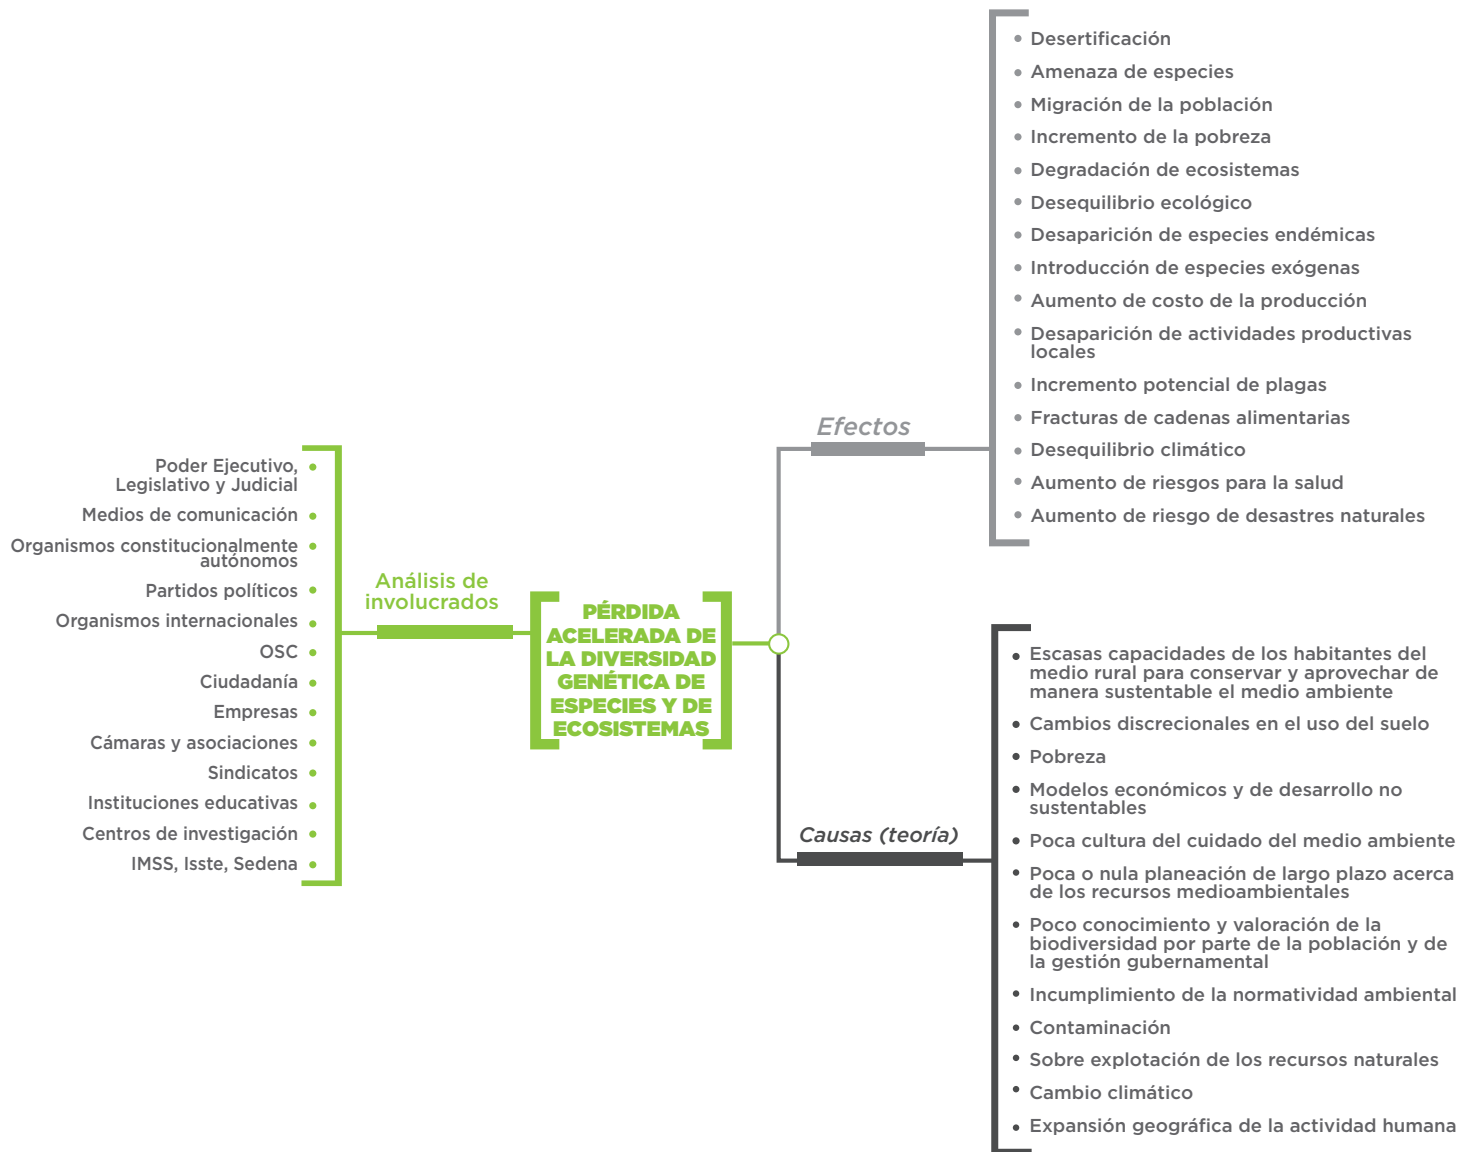 Efectos
Desertificación
Amenaza de especies
Migración de la población
Incremento de la pobreza
Degradación de ecosistemas
Desequilibrio ecológico
Desaparición de especies endémicas
Introducción de especies exógenas
Aumento de costo de la producción
Desaparición de actividades productivas
locales
Incremento potencial de plagas
Fracturas de cadenas alimentarias
Desequilibrio climático
Aumento de riesgos para la salud
Aumento de riesgo de desastres naturales
Análisis de
involucrados
Poder Ejecutivo,
Legislativo y Judicial
Medios de comunicación
Organismos constitucionalmente
autónomos
Partidos políticos
Organismos internacionales
OSC
Ciudadanía
Empresas
Cámaras y asociaciones
Sindicatos
Instituciones educativas
Centros de investigación
IMSS, Isste, Sedena
PÉRDIDA
ACELERADA DE
LA DIVERSIDAD
GENÉTICA DE
ESPECIES Y DE
ECOSISTEMAS
Causas (teoría)
Escasas capacidades de los habitantes del
medio rural para conservar y aprovechar de
manera sustentable el medio ambiente
Cambios discrecionales en el uso del suelo
Pobreza
Modelos económicos y de desarrollo no
sustentables
Poca cultura del cuidado del medio ambiente
Poca o nula planeación de largo plazo acerca
de los recursos medioambientales
Poco conocimiento y valoración de la
biodiversidad por parte de la población y de
la gestión gubernamental
Incumplimiento de la normatividad ambiental
Contaminación
Sobre explotación de los recursos naturales
Cambio climático
Expansión geográfica de la actividad humana